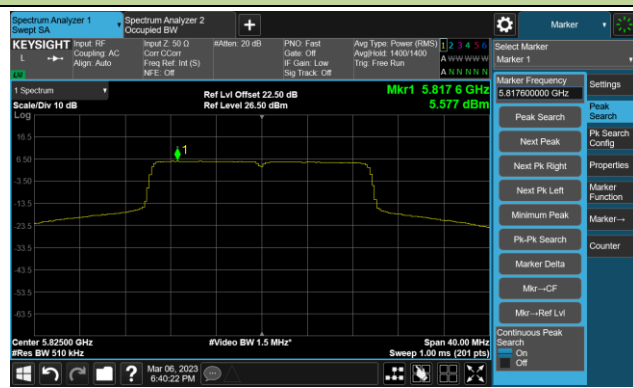 Spectrum Analyzer 1
Swept SA
Spectrum Analyzer 2
Occupied BW
Marker
KEYSIGHT
L
Input: RF
Coupling: AC
Align: Auto
Input Z: 50 Ω
Corr CCorr
Freq Ref: Int (S)
NFE: Off
#Atten: 20 dB
PNO: Fast
Gate: Off
IF Gain: Low
Sig Track: Off
Avg Type: Power (RMS)
Avg|Hold: 1400/1400
Trig: Free Run
1 2 3 4 5 6
A W W W W W
A N N N N N
1 Spectrum
Scale/Div 10 dB
Log
Ref Lvl Offset 22.50 dB
Ref Level 26.50 dBm
Mkr1 5.817 6 GHz
5.577 dBm
16.5
6.50
-3.50
-13.5
-23.5
-33.5
-43.5
-53.5
-63.5
1
Center 5.82500 GHz
#Res BW 510 kHz
#Video BW 1.5 MHz*
Span 40.00 MHz
Sweep 1.00 ms (201 pts)
Mar 06, 2023
6:40:22 PM
Select Marker
Marker 1
Marker Frequency
5.817600000 GHz
Peak Search
Next Peak
Next Pk Right
Next Pk Left
Minimum Peak
Pk-Pk Search
Marker Delta
Mkr→CF
Mkr→Ref Lvl
Continuous Peak
Search
On
Off
Settings
Peak
Search
Pk Search
Config
Properties
Marker
Function
Marker→
Counter